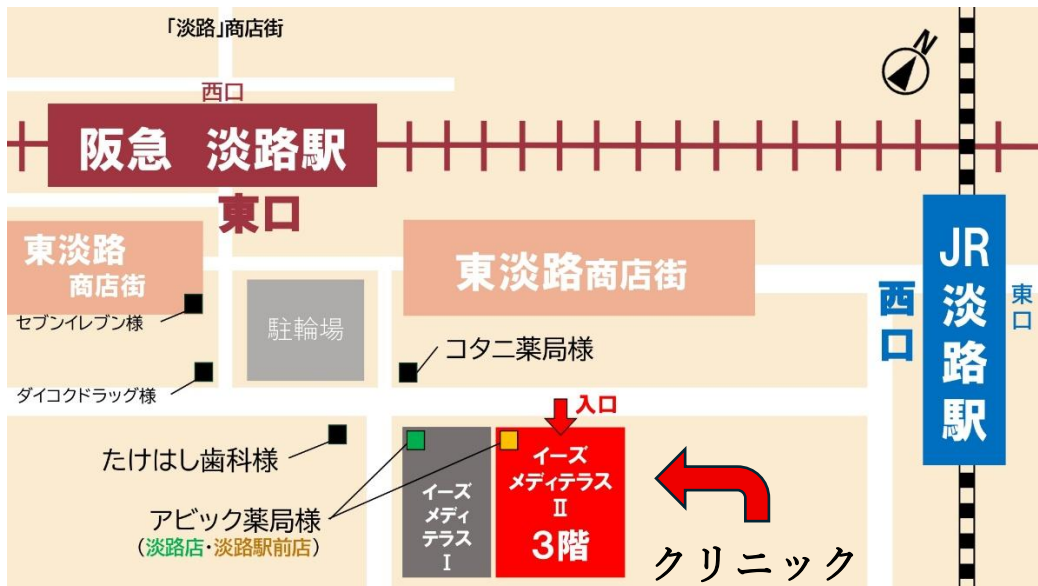 「淡路」商店街
N
西口
阪急 淡路駅
東口
東淡路
商店街
東淡路商店街
JR
淡路駅
西口
東口
セブンイレブン様
駐輪場
コタニ薬局様
ダイコクドラッグ様
入口
たけはし歯科様
アビック薬局様
(淡路店・淡路駅前店)
イーズ
メディ
テラス
I
イーズ
メディテラス
II
3階
クリニック